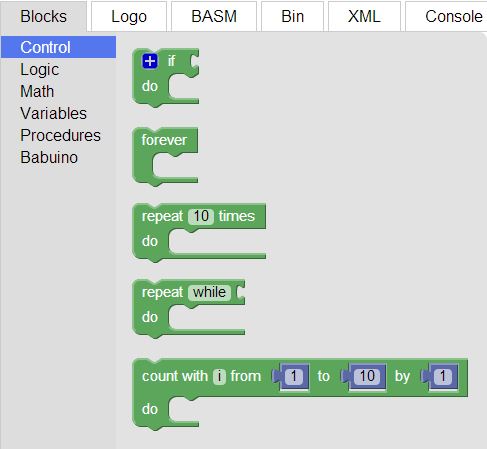 Blocks Logo BASM Bin XML Console
Control
Logic
Math
Variables
Procedures
Babuino
+ if
do
forever
repeat 10 times
do
repeat while
do
count with i from 1 to 10 by 1
do